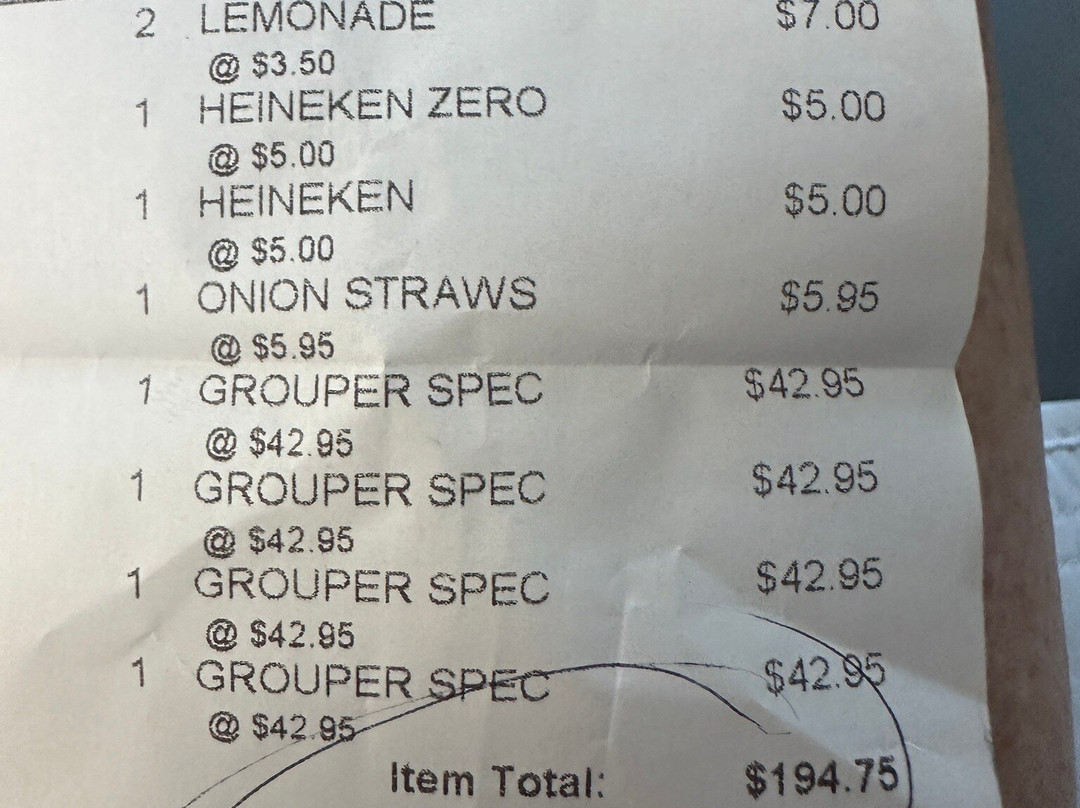 2 LEMONADE $7.00
@ $3.50
1 HEINEKEN ZERO $5.00
@ $5.00
1 HEINEKEN $5.00
@ $5.00
1 ONION STRAWS $5.95
@ $5.95
1 GROUPER SPEC $42.95
@ $42.95
1 GROUPER SPEC $42.95
@ $42.95
1 GROUPER SPEC $42.95
@ $42.95
1 GROUPER SPEC $42.95
@ $42.95
Item Total: $194.75